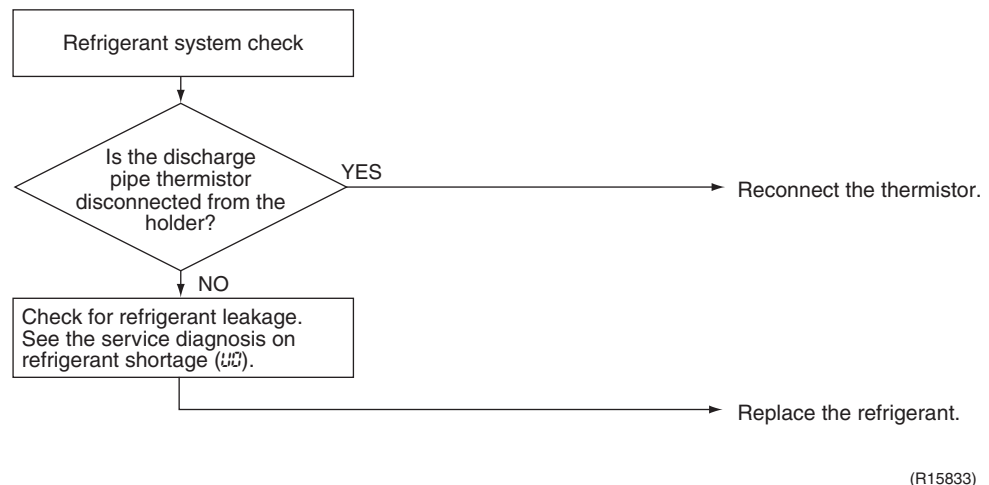 Refrigerant system check
Is the discharge
pipe thermistor
disconnected from the
holder?
YES
Reconnect the thermistor.
NO
Check for refrigerant leakage.
See the service diagnosis on
refrigerant shortage (U0).
Replace the refrigerant.
(R15833)